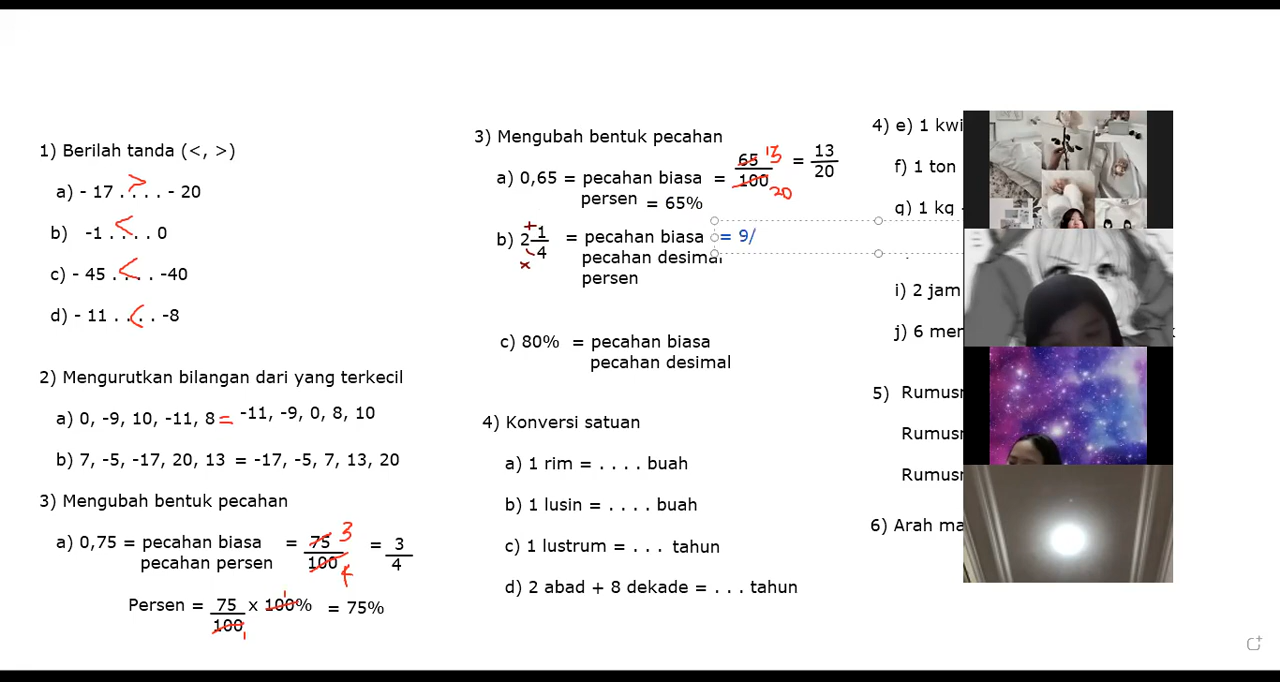 1) Berilah tanda (<, >)
a) - 17 . > . . . - 20
b) -1 . < . . . 0
c) - 45 . < . . . -40
d) - 11 . . < . . -8
2) Mengurutkan bilangan dari yang terkecil
a) 0, -9, 10, -11, 8 = -11, -9, 0, 8, 10
b) 7, -5, -17, 20, 13 = -17, -5, 7, 13, 20
3) Mengubah bentuk pecahan
a) 0,75 = pecahan biasa = 75/100 3 4 = 3/4
pecahan persen
Persen = 75/100 x 100% 1 1 = 75%
3) Mengubah bentuk pecahan
a) 0,65 = pecahan biasa = 65/100 13 20 = 13/20
persen = 65%
b) 2 1/4 + x = pecahan biasa = 9/
pecahan desimal
persen
c) 80% = pecahan biasa
pecahan desimal
4) Konversi satuan
a) 1 rim = . . . . buah
b) 1 lusin = . . . . buah
c) 1 lustrum = . . . tahun
d) 2 abad + 8 dekade = . . . tahun
4) e) 1 kwi
f) 1 ton
g) 1 kg
i) 2 jam
j) 6 men
5) Rumus
Rumus
Rumus
6) Arah ma